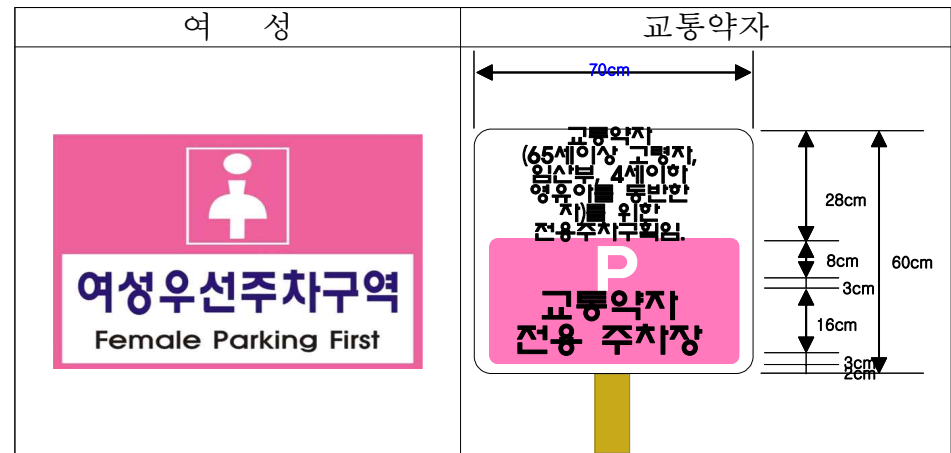 여 성
교통약자
여성우선주차구역
Female Parking First
70cm
교통약자
(65세이상 고령자,
임산부, 4세이하
영유아를 동반한
자)를 위한
전용주차구획임.
P
교통약자
전용 주차장
28cm
8cm
3cm
16cm
3cm
2cm
60cm